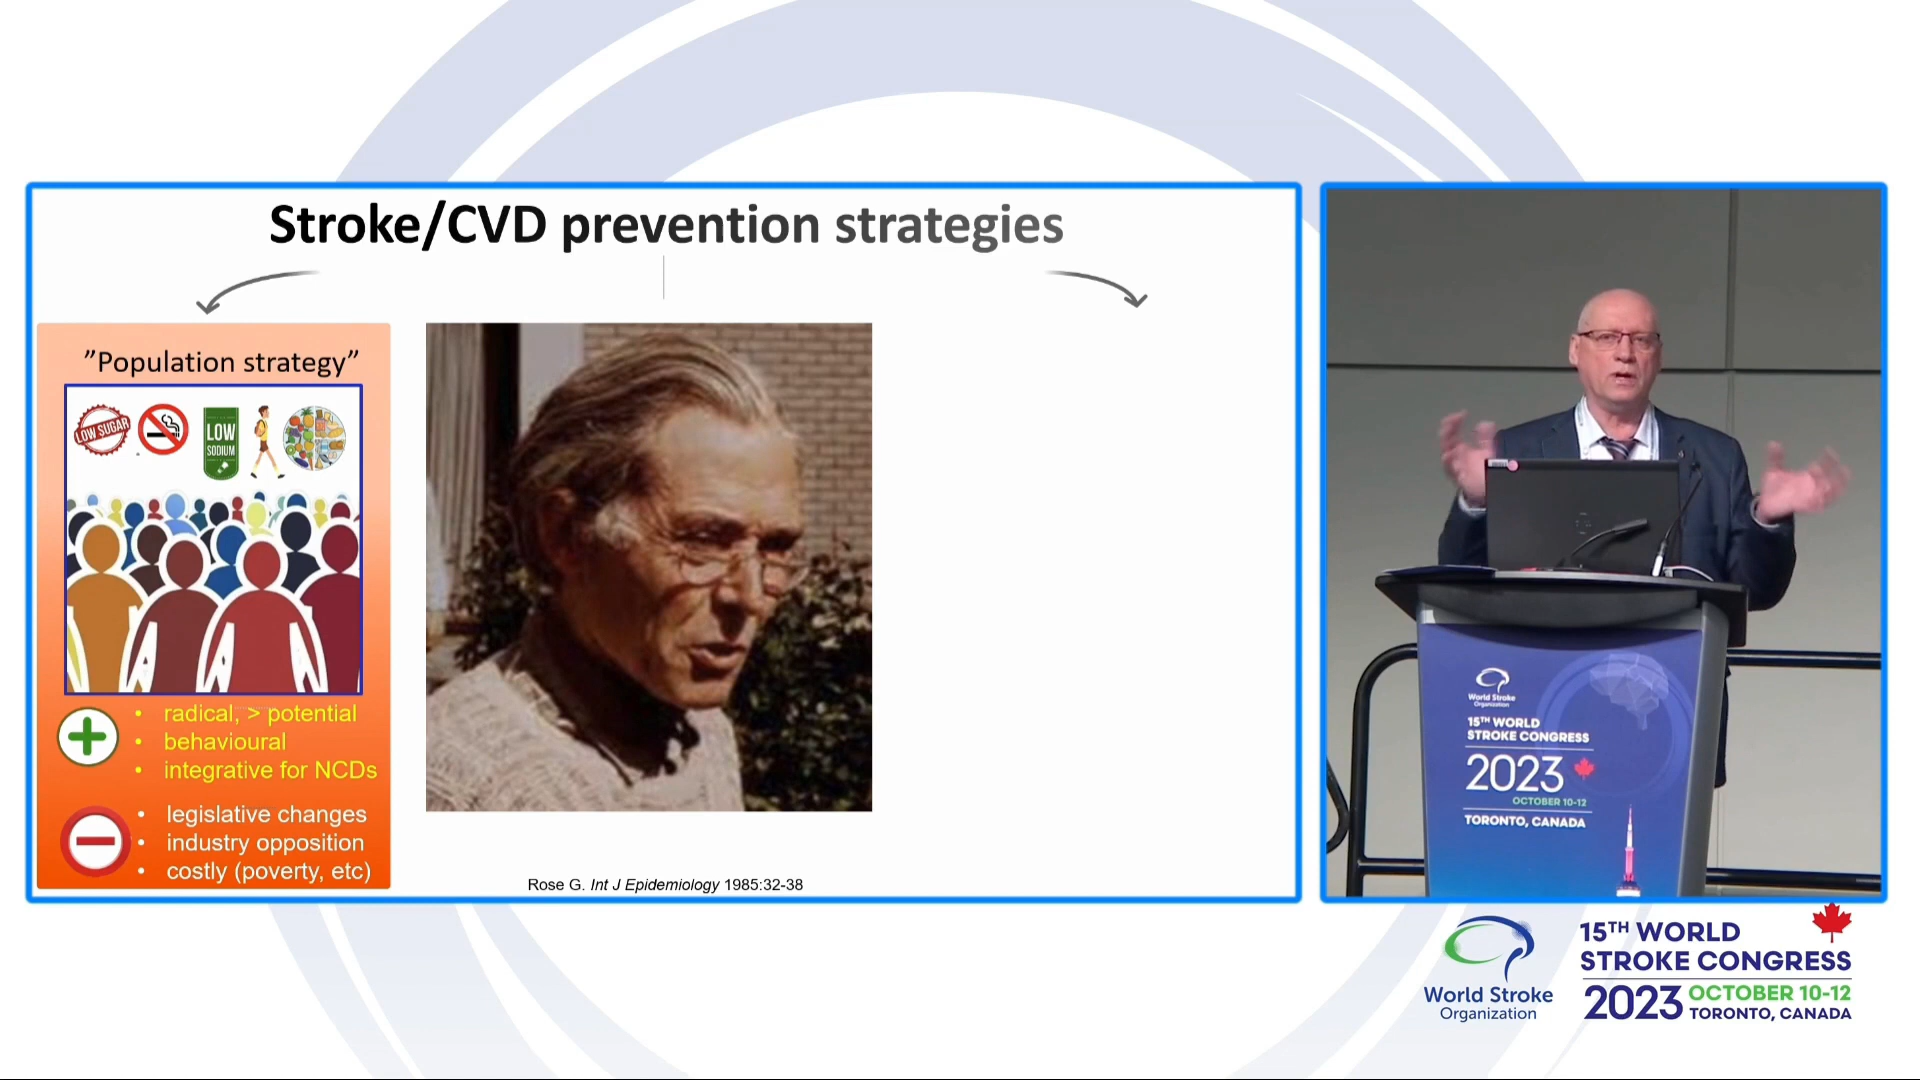 Stroke/CVD prevention strategies
”Population strategy”
LOW SUGAR
LOW
SODIUM
• radical, > potential
• behavioural
• integrative for NCDs
• legislative changes
• industry opposition
• costly (poverty, etc)
Rose G. Int J Epidemiology 1985:32-38
World Stroke
Organization
15TH WORLD
STROKE CONGRESS
2023
OCTOBER 10-12
TORONTO, CANADA
World Stroke
Organization
15TH WORLD
STROKE CONGRESS
2023 OCTOBER 10-12
TORONTO, CANADA